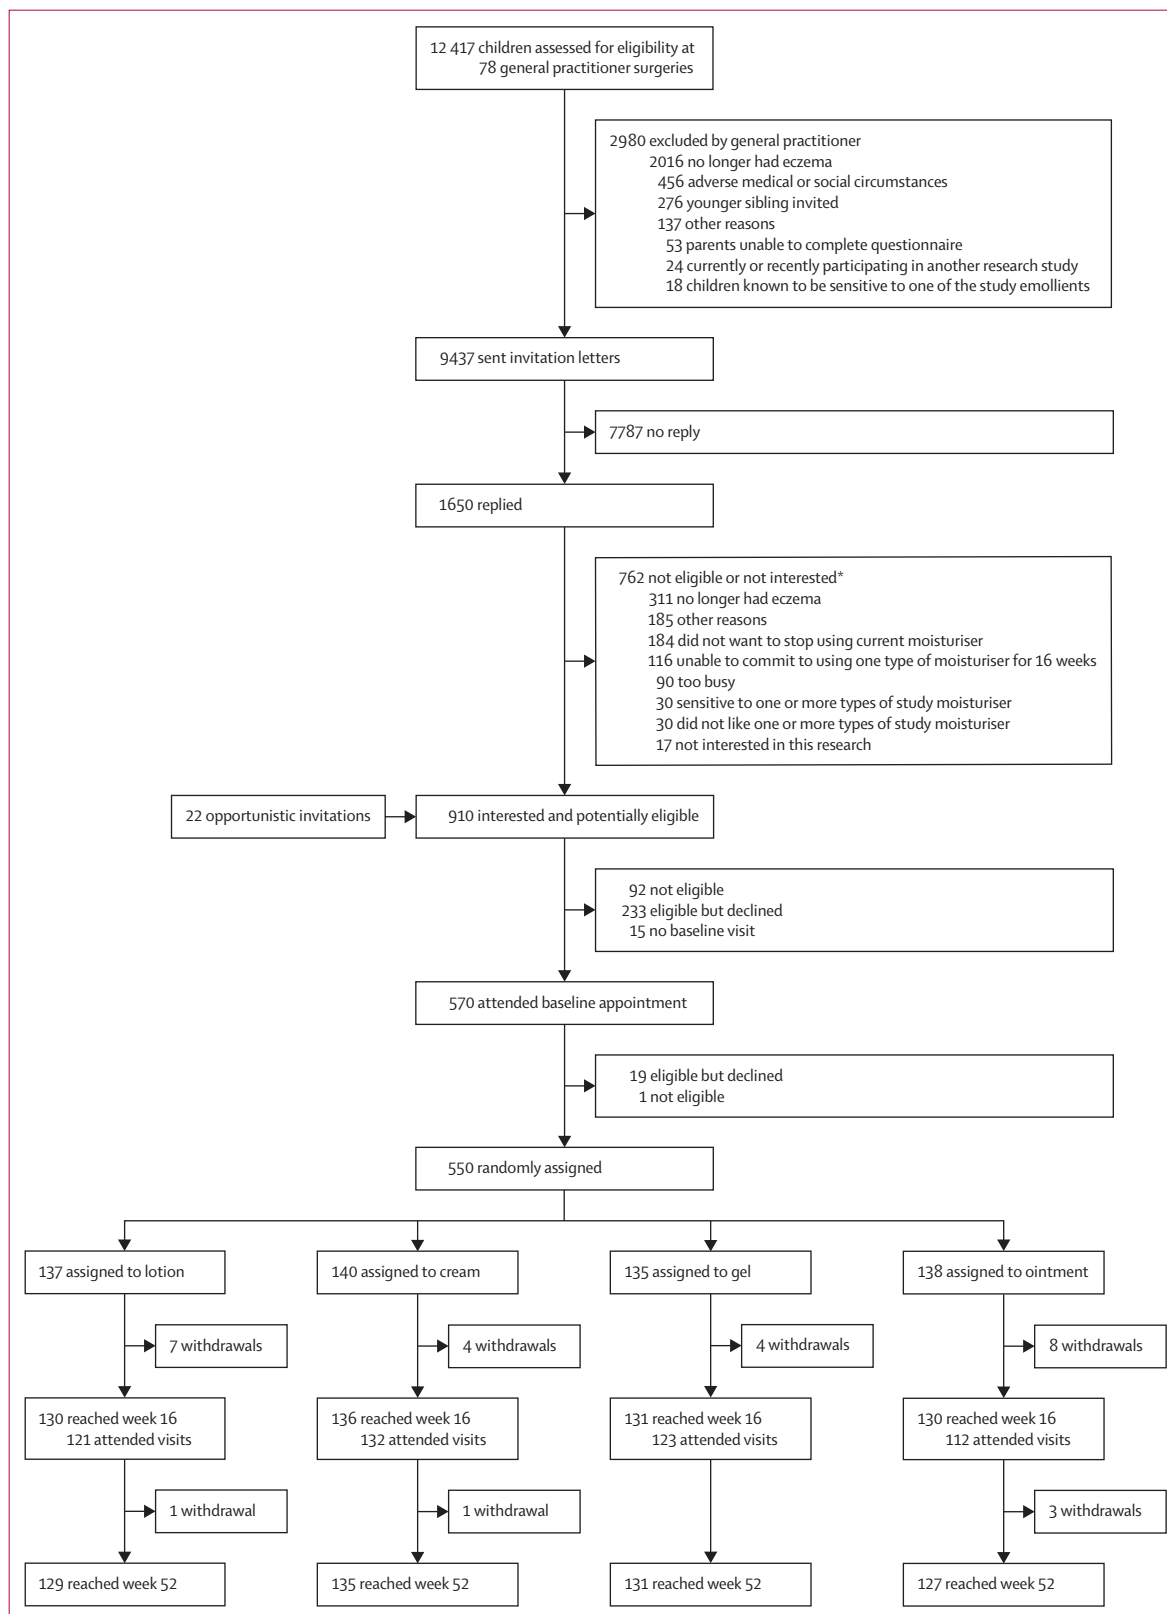 12 417 children assessed for eligibility at
78 general practitioner surgeries
2980 excluded by general practitioner
2016 no longer had eczema
456 adverse medical or social circumstances
276 younger sibling invited
137 other reasons
53 parents unable to complete questionnaire
24 currently or recently participating in another research study
18 children known to be sensitive to one of the study emollients
9437 sent invitation letters
7787 no reply
1650 replied
762 not eligible or not interested*
311 no longer had eczema
185 other reasons
184 did not want to stop using current moisturiser
116 unable to commit to using one type of moisturiser for 16 weeks
90 too busy
30 sensitive to one or more types of study moisturiser
30 did not like one or more types of study moisturiser
17 not interested in this research
22 opportunistic invitations
910 interested and potentially eligible
92 not eligible
233 eligible but declined
15 no baseline visit
570 attended baseline appointment
19 eligible but declined
1 not eligible
550 randomly assigned
137 assigned to lotion
140 assigned to cream
135 assigned to gel
138 assigned to ointment
7 withdrawals
4 withdrawals
4 withdrawals
8 withdrawals
130 reached week 16
121 attended visits
136 reached week 16
132 attended visits
131 reached week 16
123 attended visits
130 reached week 16
112 attended visits
1 withdrawal
1 withdrawal
3 withdrawals
129 reached week 52
135 reached week 52
131 reached week 52
127 reached week 52